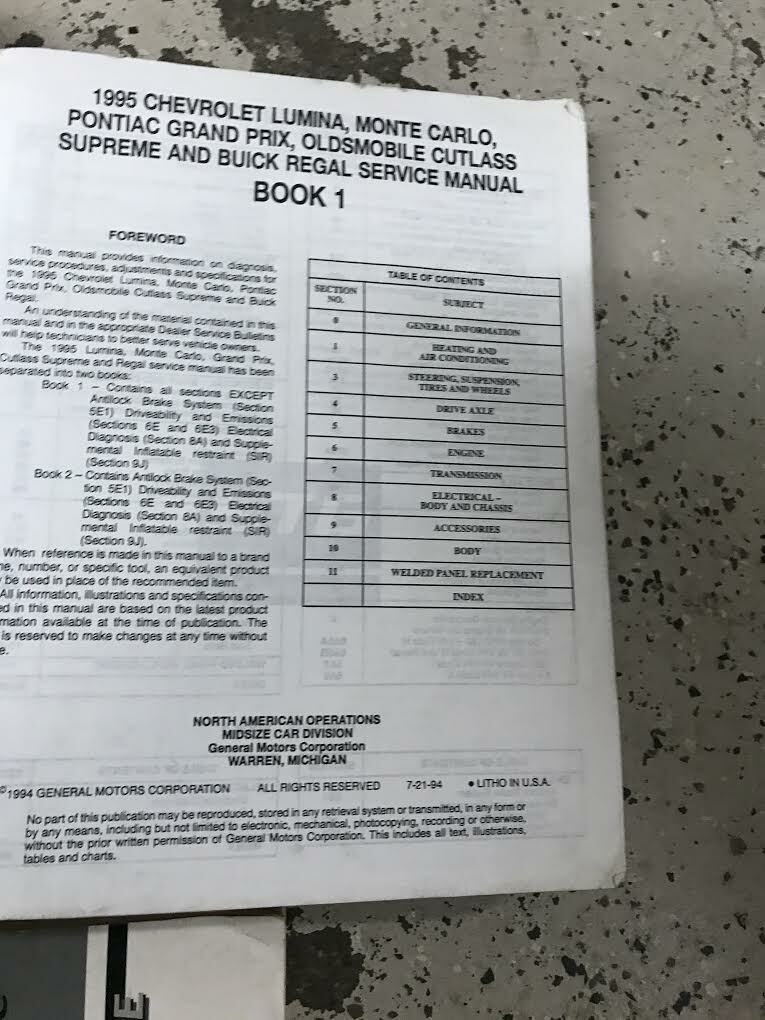 1995 CHEVROLET LUMINA, MONTE CARLO,
PONTIAC GRAND PRIX, OLDSMOBILE CUTLASS
SUPREME AND BUICK REGAL SERVICE MANUAL
BOOK 1
FOREWORD
This manual provides information on diagnosis,
service procedures, adjustments and specifications for
the 1995 Chevrolet Lumina, Monte Carlo, Pontiac
Grand Prix, Oldsmobile Cutlass Supreme and Buick
Regal.
An understanding of the material contained in this
manual and in the appropriate Dealer Service Bulletins
will help technicians to better serve vehicle owners.
The 1995 Lumina, Monte Carlo, Grand Prix,
Cutlass Supreme and Regal service manual has been
separated into two books:
Book 1 – Contains all sections EXCEPT
Antilock Brake System (Section
5E1) Driveability and Emissions
(Sections 6E and 6E3) Electrical
Diagnosis (Section 8A) and Supple-
mental Inflatable restraint (SIR)
(Section 9J)
Book 2 – Contains Antilock Brake System (Sec-
tion 5E1) Driveability and Emissions
(Sections 6E and 6E3) Electrical
Diagnosis (Section 8A) and Supple-
mental Inflatable restraint (SIR)
(Section 9J).
When reference is made in this manual to a brand
number, or specific tool, an equivalent product
be used in place of the recommended item.
All information, illustrations and specifications con-
ed in this manual are based on the latest product
mation available at the time of publication. The
is reserved to make changes at any time without
e.
TABLE OF CONTENTS
SECTION NO. SUBJECT
0 GENERAL INFORMATION
1 HEATING AND
AIR CONDITIONING
3 STEERING, SUSPENSION,
TIRES AND WHEELS
4 DRIVE AXLE
5 BRAKES
6 ENGINE
7 TRANSMISSION
8 ELECTRICAL –
BODY AND CHASSIS
9 ACCESSORIES
10 BODY
11 WELDED PANEL REPLACEMENT
INDEX
NORTH AMERICAN OPERATIONS
MIDSIZE CAR DIVISION
General Motors Corporation
WARREN, MICHIGAN
©1994 GENERAL MOTORS CORPORATION ALL RIGHTS RESERVED 7-21-94 • LITHO IN U.S.A.
No part of this publication may be reproduced, stored in any retrieval system or transmitted, in any form or
by any means, including but not limited to electronic, mechanical, photocopying, recording or otherwise,
without the prior written permission of General Motors Corporation. This includes all text, illustrations,
tables and charts.
E